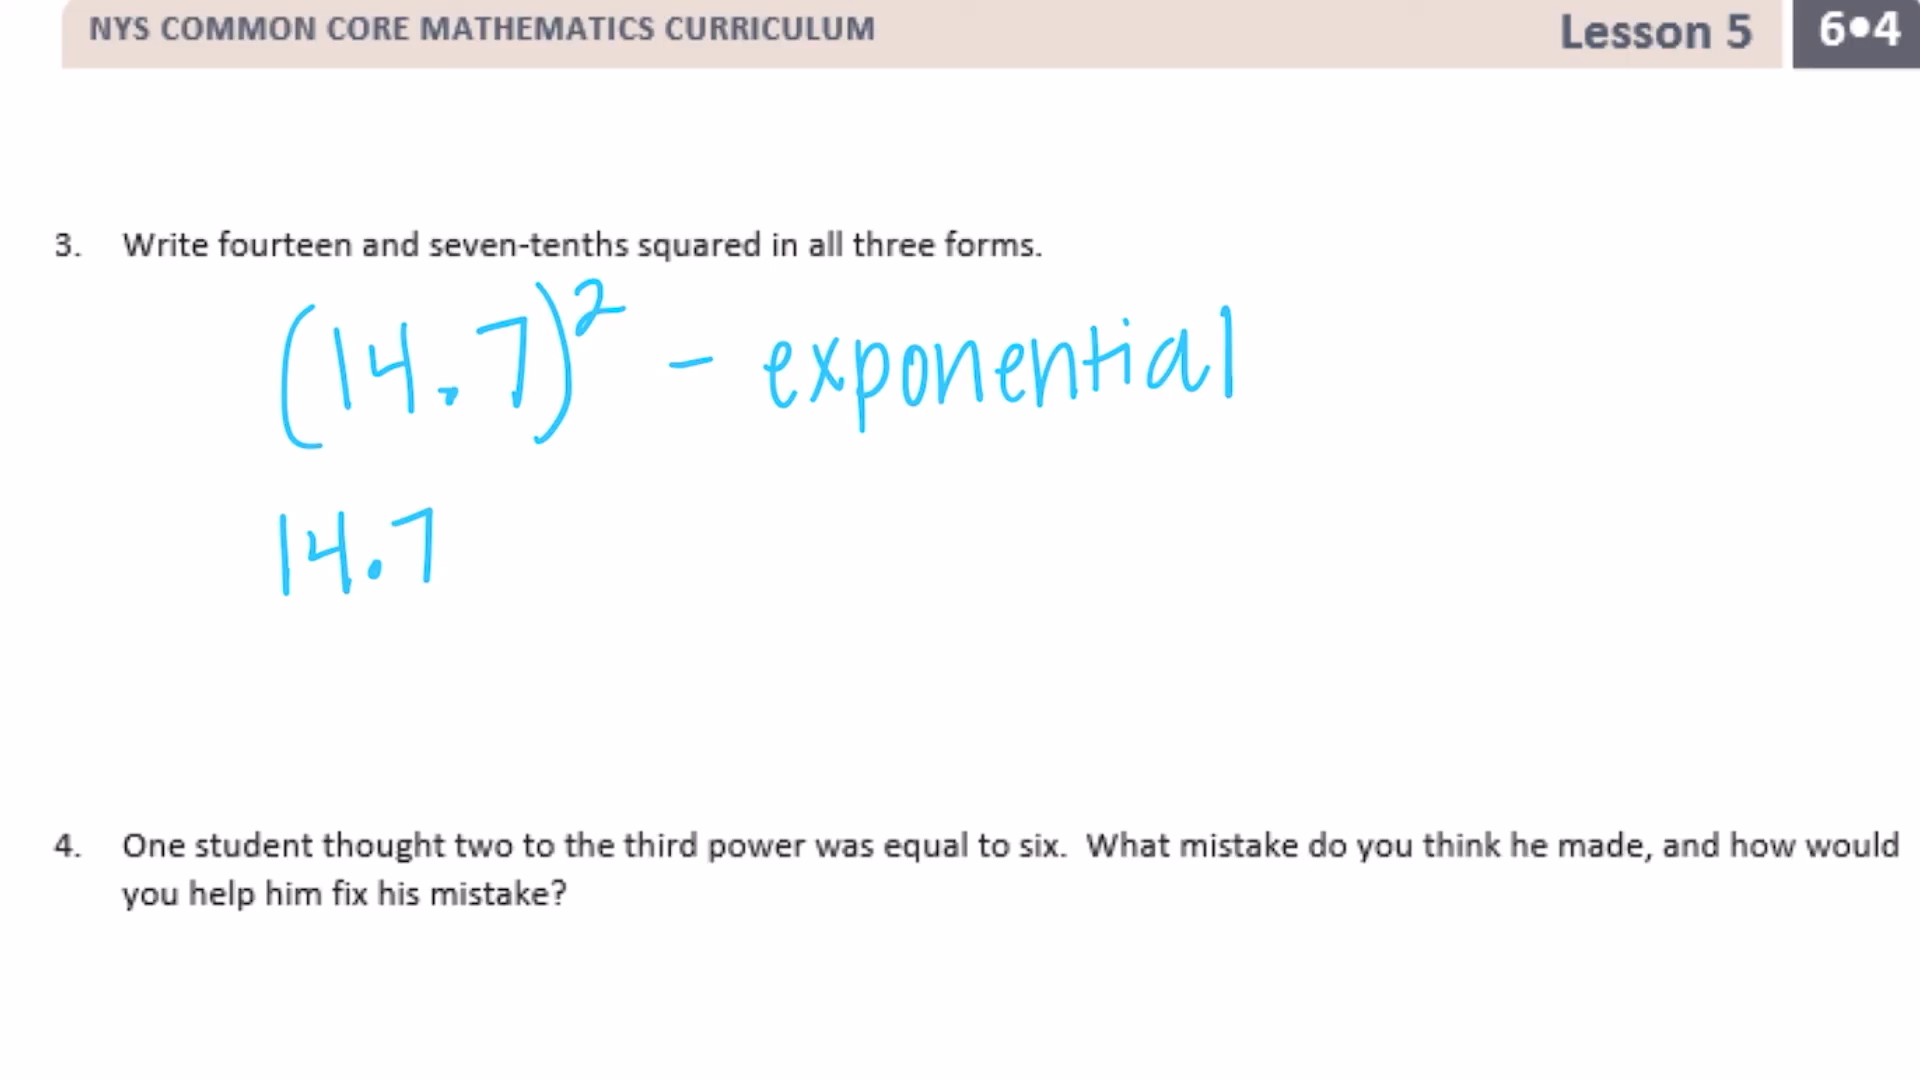 NYS COMMON CORE MATHEMATICS CURRICULUM Lesson 5 6•4
3. Write fourteen and seven-tenths squared in all three forms.
(14.7)² - exponential
14.7
4. One student thought two to the third power was equal to six. What mistake do you think he made, and how would
you help him fix his mistake?